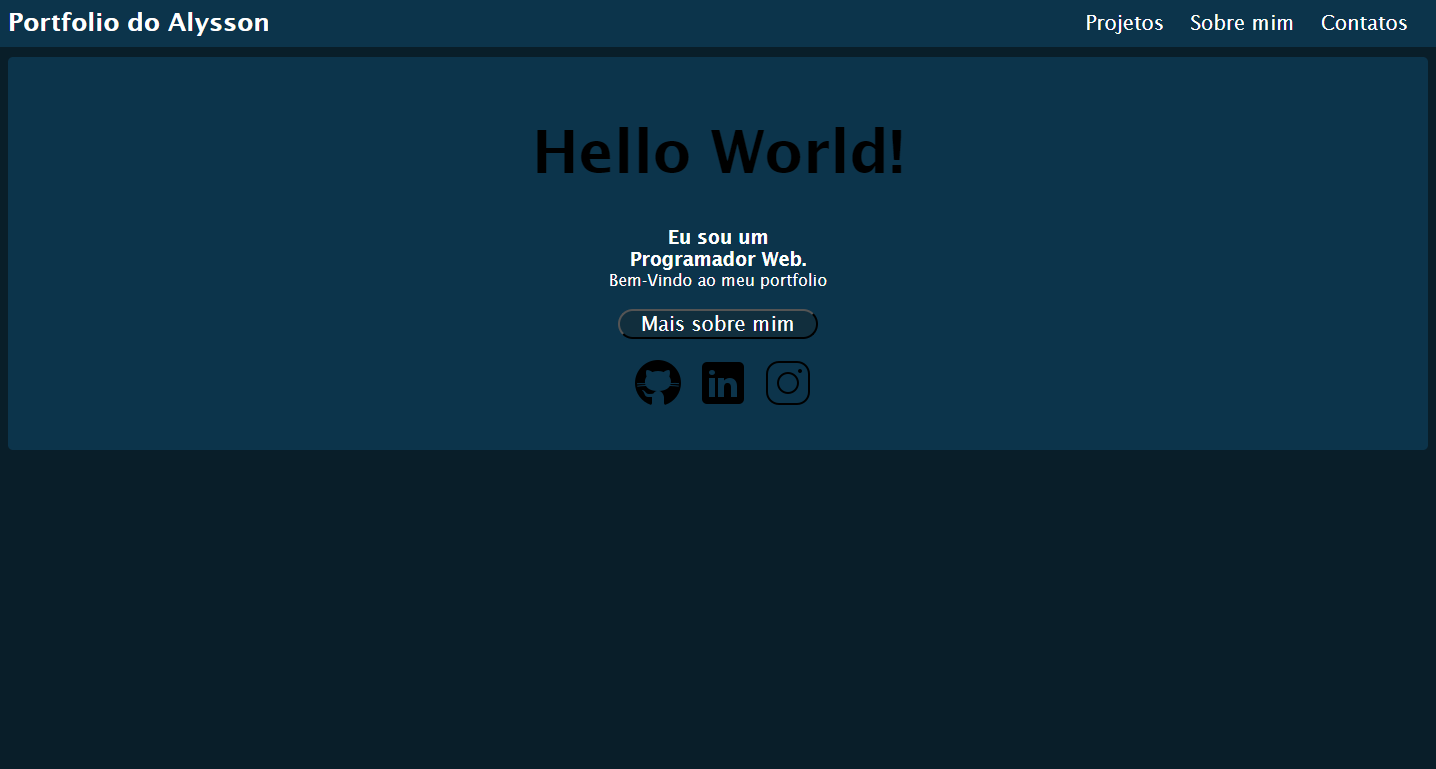 Portfolio do Alysson
Projetos Sobre mim Contatos
Hello World!
Eu sou um
Programador Web.
Bem-Vindo ao meu portfolio
Mais sobre mim
in